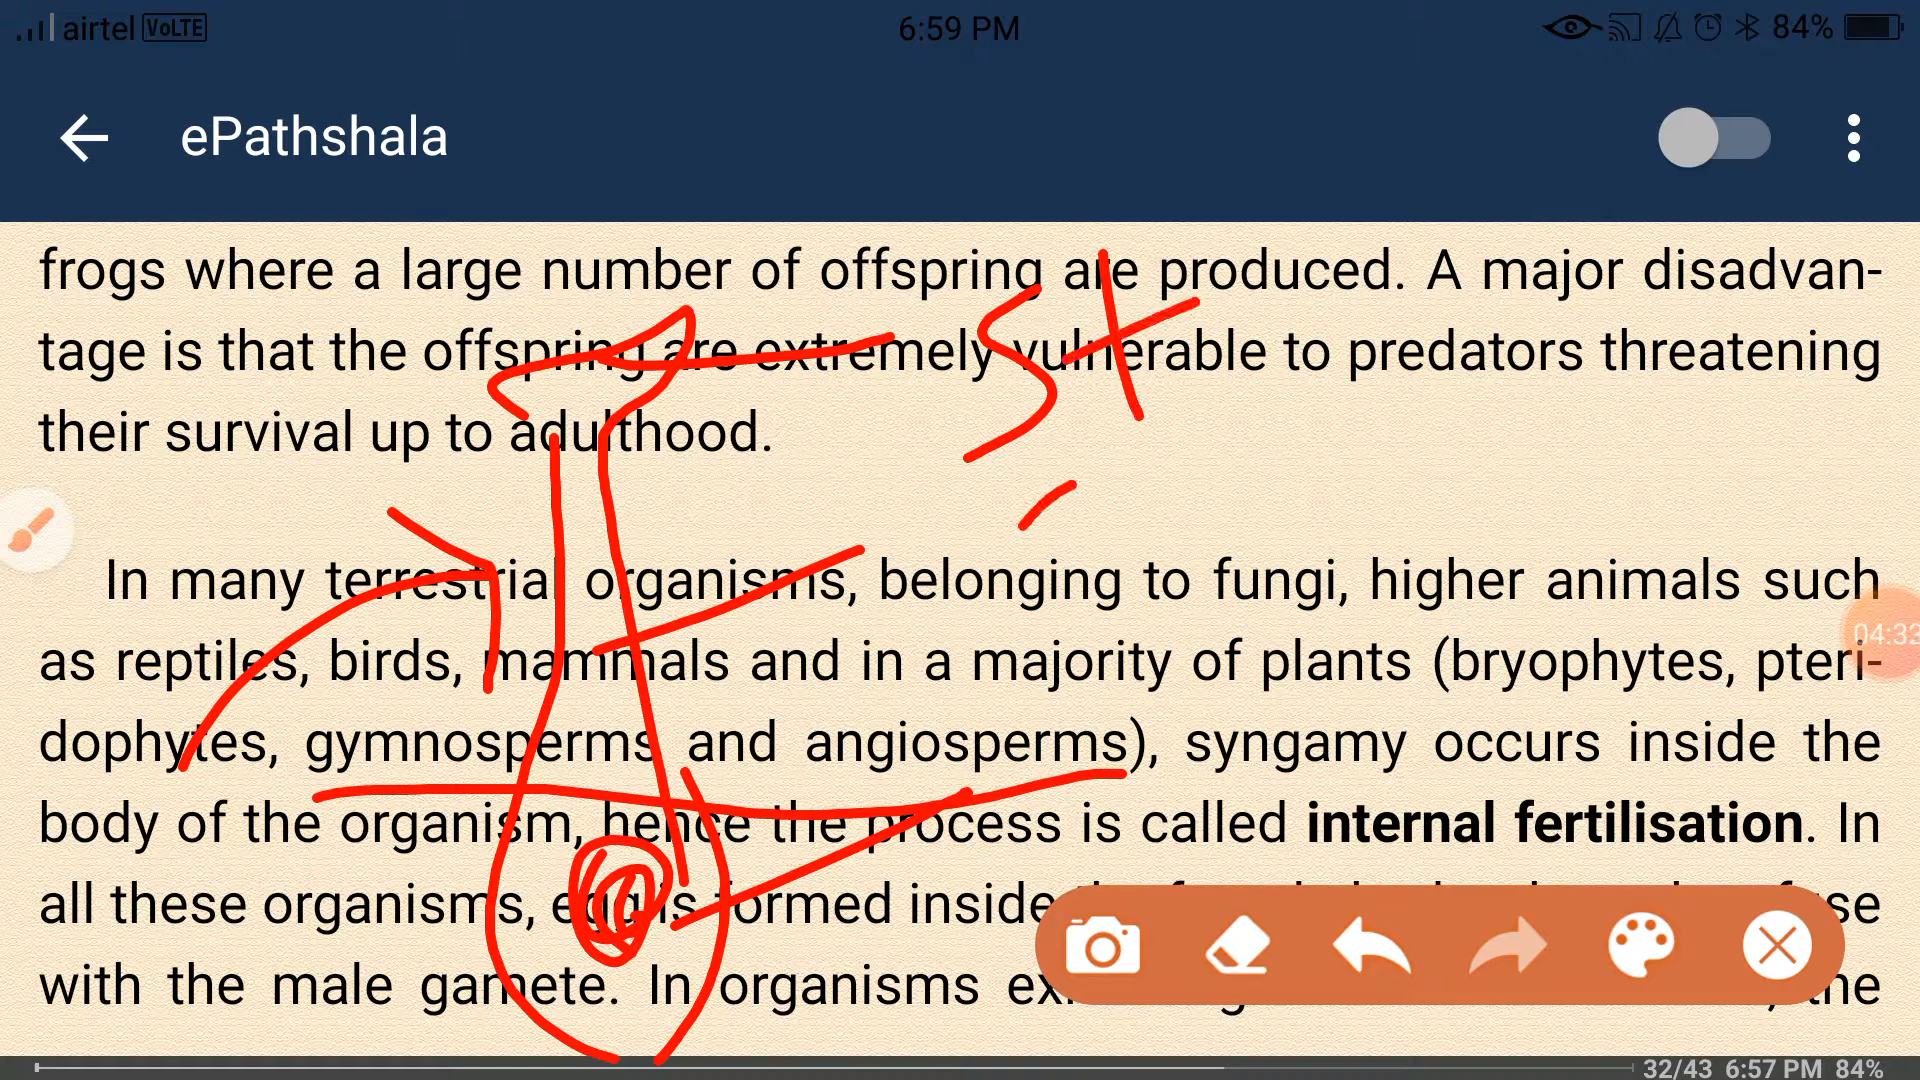 airtel VoLTE 6:59 PM 84%
ePathshala
frogs where a large number of offspring are produced. A major disadvan-
tage is that the offspring are extremely vulnerable to predators threatening
their survival up to adulthood.
In many terrestrial organisms, belonging to fungi, higher animals such
as reptiles, birds, mammals and in a majority of plants (bryophytes, pteri-
dophytes, gymnosperms and angiosperms), syngamy occurs inside the
body of the organism, hence the process is called internal fertilisation. In
all these organisms, egg is formed inside
with the male gamete. In organisms the
St
04:32
32/43 6:57 PM 84%